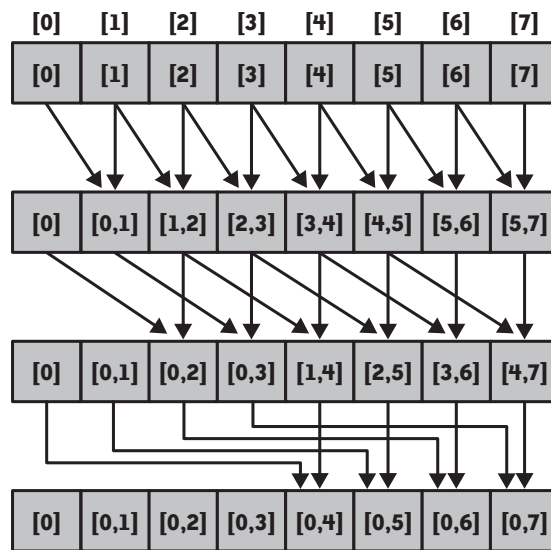 [0] [1] [2] [3] [4] [5] [6] [7]
[0] [1] [2] [3] [4] [5] [6] [7]
[0] [0,1] [1,2] [2,3] [3,4] [4,5] [5,6] [5,7]
[0] [0,1] [0,2] [0,3] [1,4] [2,5] [3,6] [4,7]
[0] [0,1] [0,2] [0,3] [0,4] [0,5] [0,6] [0,7]